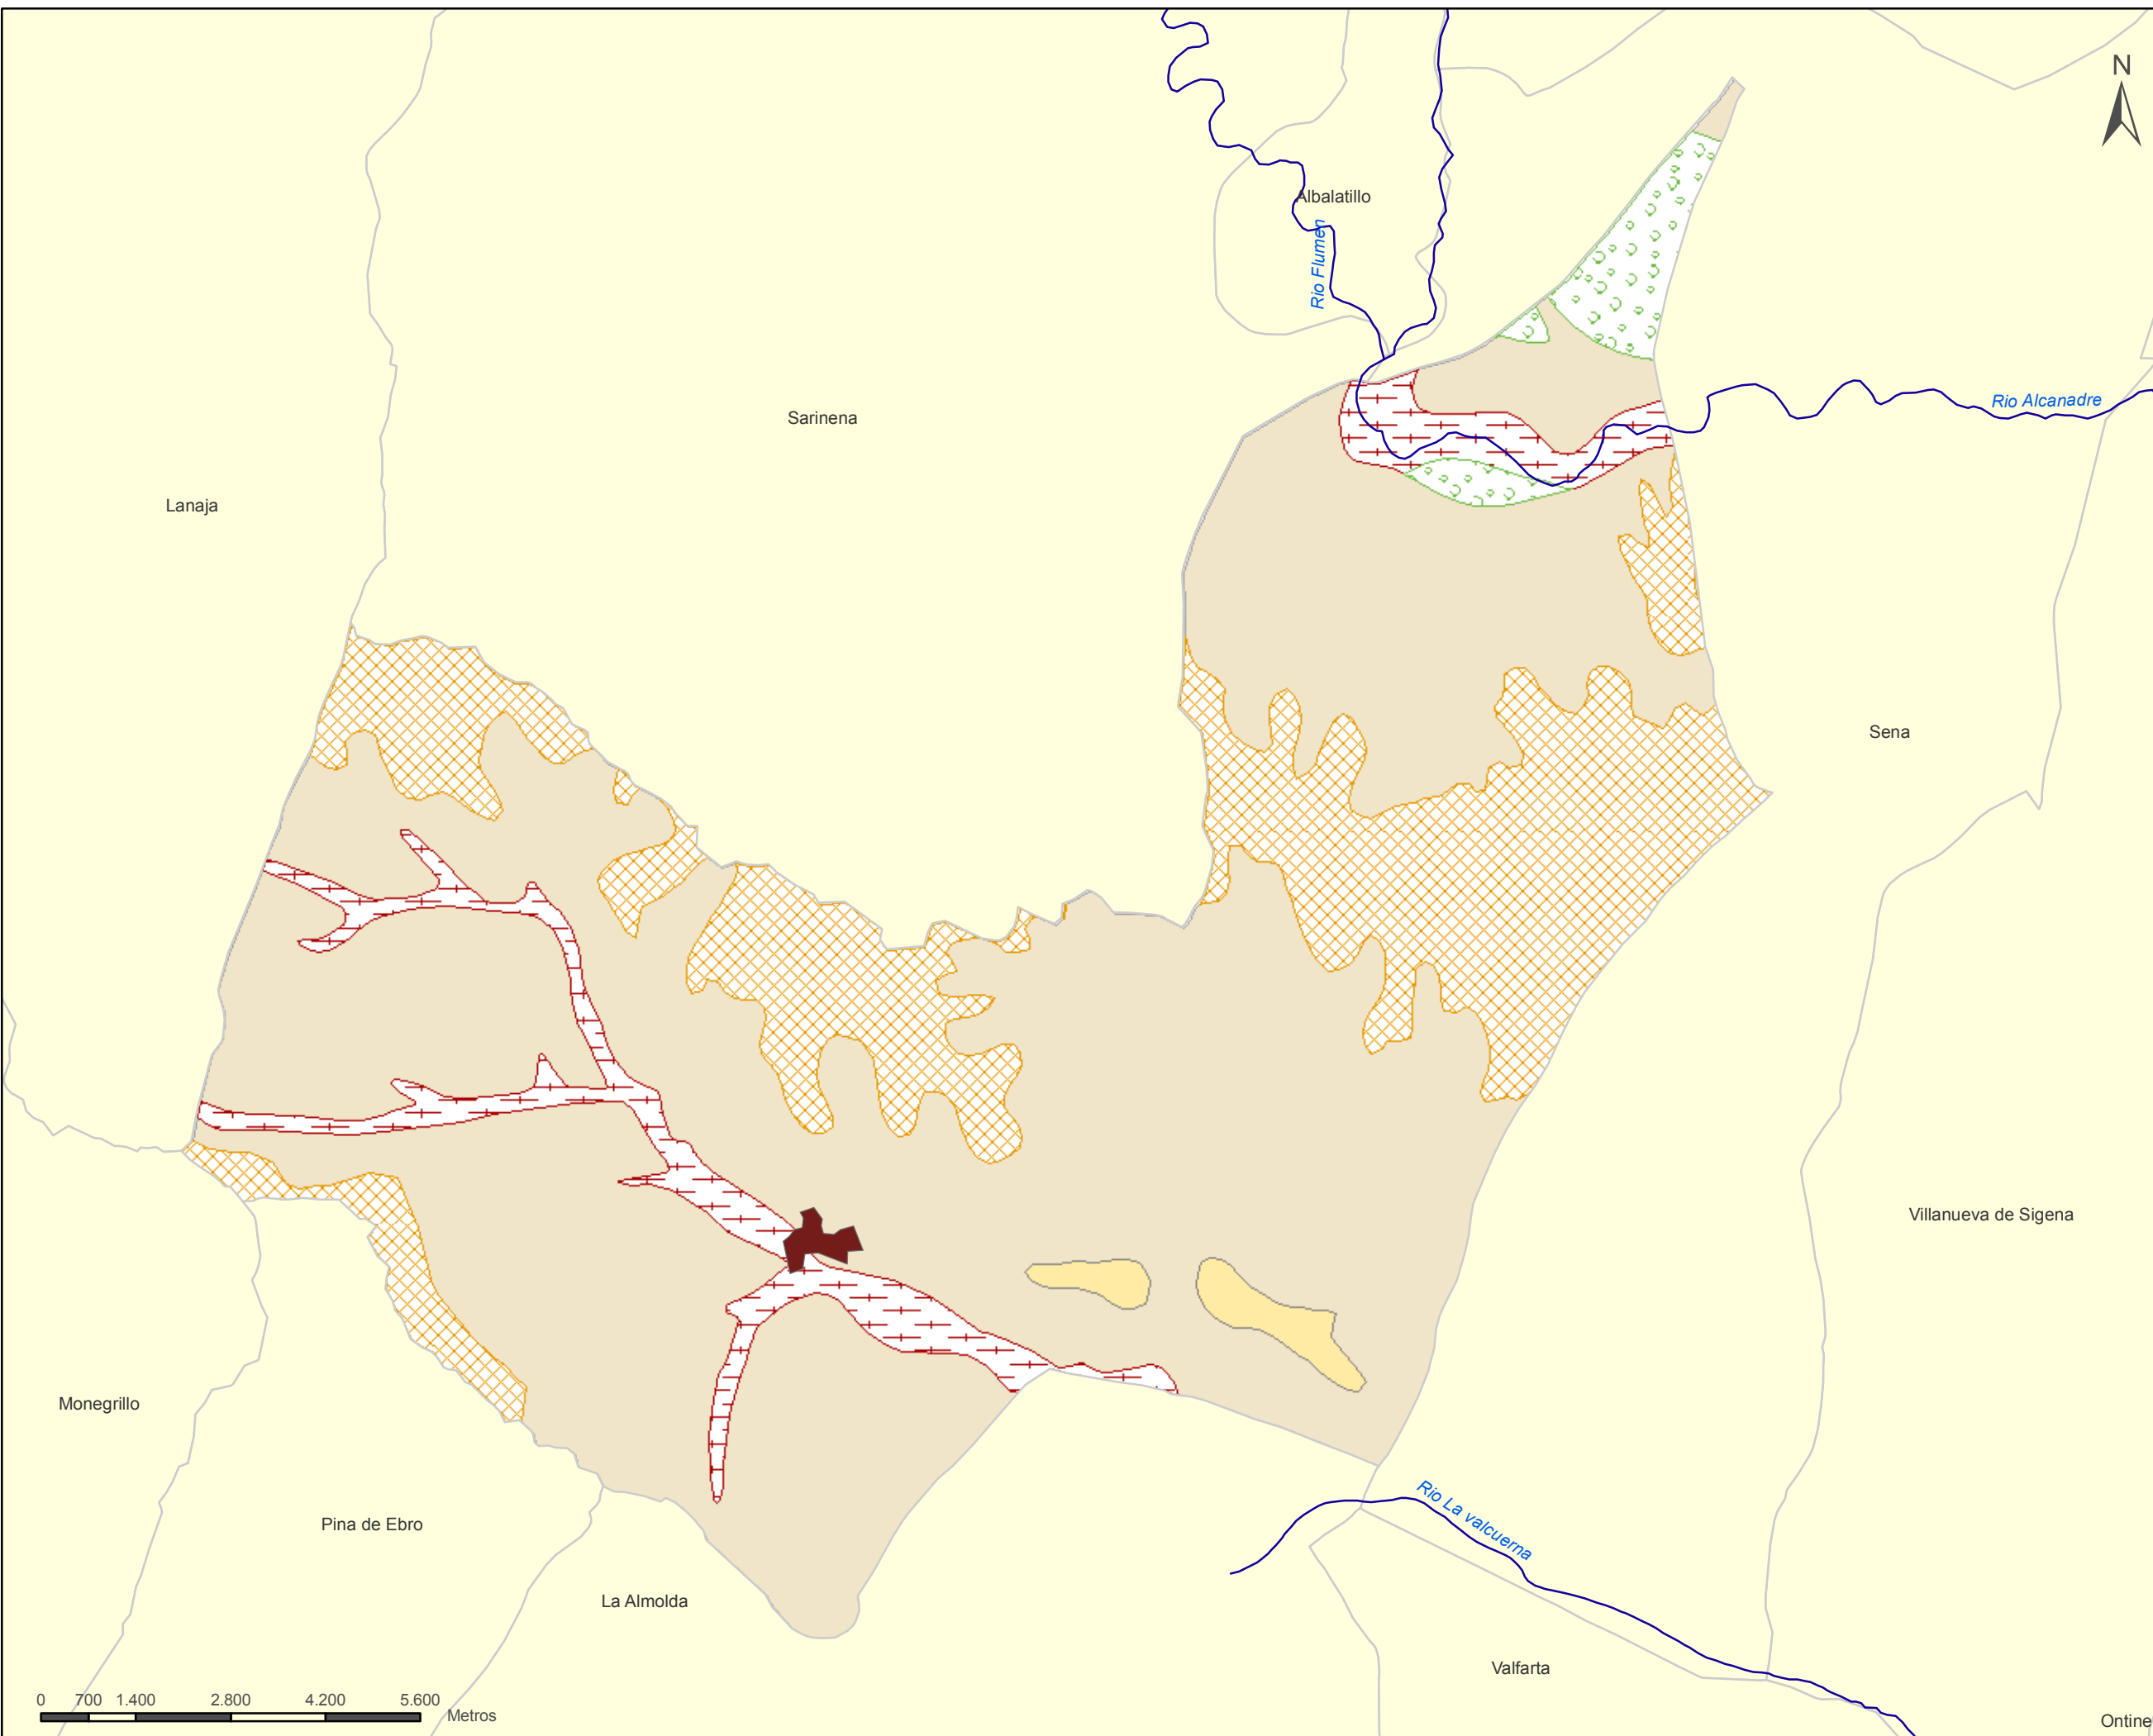 N
Albalatillo
Rio Flumen
Rio Alcanadre
Sarinena
Lanaja
Sena
Villanueva de Sigena
Monegrillo
Rio La valcuerna
Pina de Ebro
La Almolda
Valfarta
0 700 1.400 2.800 4.200 5.600
Metros
Ontine